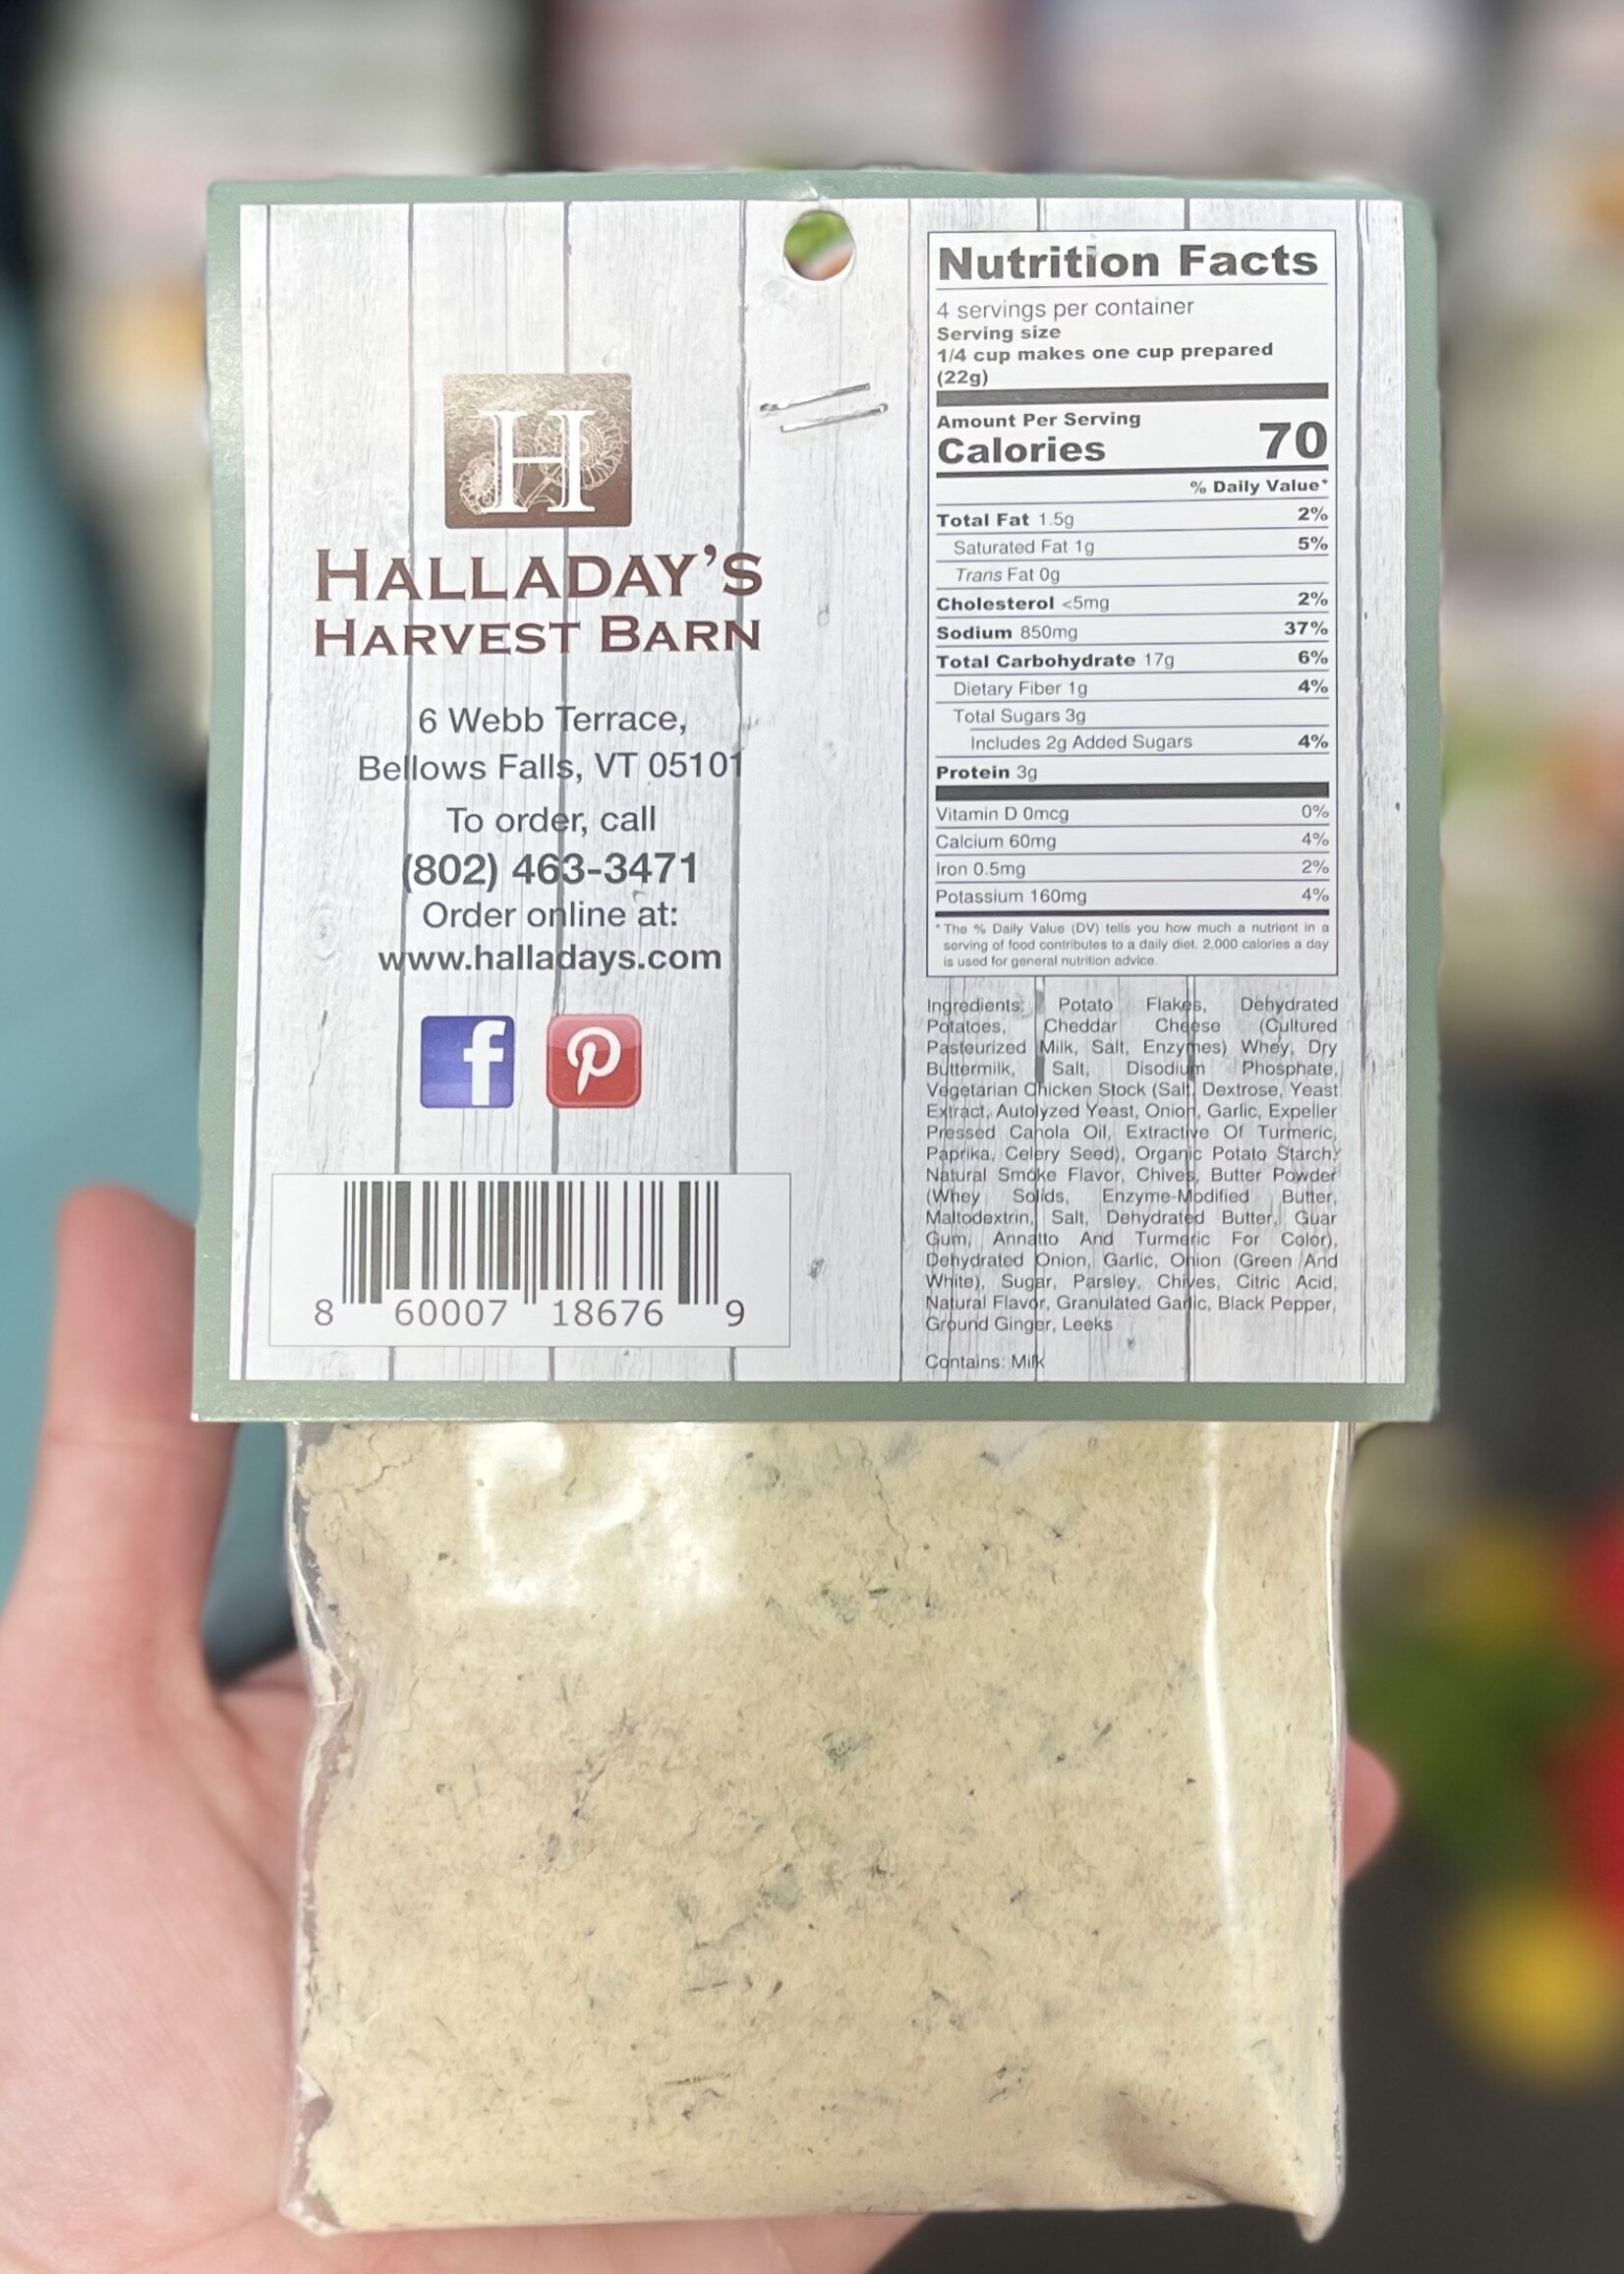 H
HALLADAY'S
HARVEST BARN
6 Webb Terrace,
Bellows Falls, VT 05101
To order, call
(802) 463-3471
Order online at:
www.halladays.com
f
8 60007 18676 9
Nutrition Facts
4 servings per container
Serving size
1/4 cup makes one cup prepared
(22g)
Amount Per Serving
Calories 70
% Daily Value*
Total Fat 1.5g 2%
Saturated Fat 1g 5%
Trans Fat 0g
Cholesterol <5mg 2%
Sodium 850mg 37%
Total Carbohydrate 17g 6%
Dietary Fiber 1g 4%
Total Sugars 3g
Includes 2g Added Sugars 4%
Protein 3g
Vitamin D 0mcg 0%
Calcium 60mg 4%
Iron 0.5mg 2%
Potassium 160mg 4%
* The % Daily Value (DV) tells you how much a nutrient in a
serving of food contributes to a daily diet. 2,000 calories a day
is used for general nutrition advice.
Ingredients: Potato Flakes, Dehydrated
Potatoes, Cheddar Cheese (Cultured
Pasteurized Milk, Salt, Enzymes) Whey, Dry
Buttermilk, Salt, Disodium Phosphate,
Vegetarian Chicken Stock (Salt, Dextrose, Yeast
Extract, Autolyzed Yeast, Onion, Garlic, Expeller
Pressed Canola Oil, Extractive Of Turmeric,
Paprika, Celery Seed), Organic Potato Starch,
Natural Smoke Flavor, Chives, Butter Powder
(Whey Solids, Enzyme-Modified Butter,
Maltodextrin, Salt, Dehydrated Butter, Guar
Gum, Annatto And Turmeric For Color),
Dehydrated Onion, Garlic, Onion (Green And
White), Sugar, Parsley, Chives, Citric Acid,
Natural Flavor, Granulated Garlic, Black Pepper,
Ground Ginger, Leeks
Contains: Milk